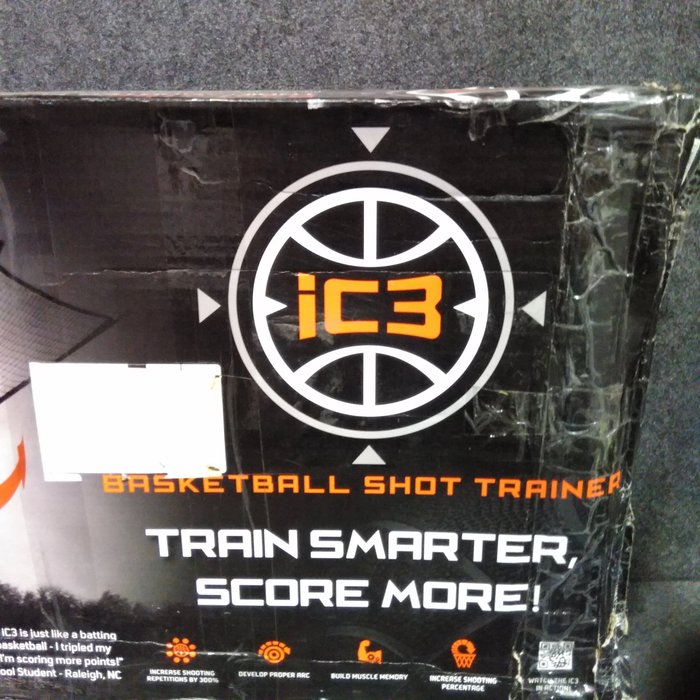 iC3
BASKETBALL SHOT TRAINER
TRAIN SMARTER,
SCORE MORE!
iC3 is just like a batting
basketball - I tripled my
I'm scoring more points!"
ool Student - Raleigh, NC
INCREASE SHOOTING
REPETITIONS BY 300%
DEVELOP PROPER ARC
BUILD MUSCLE MEMORY
INCREASE SHOOTING
PERCENTAGE
WATCH THE IC3
IN ACTION!